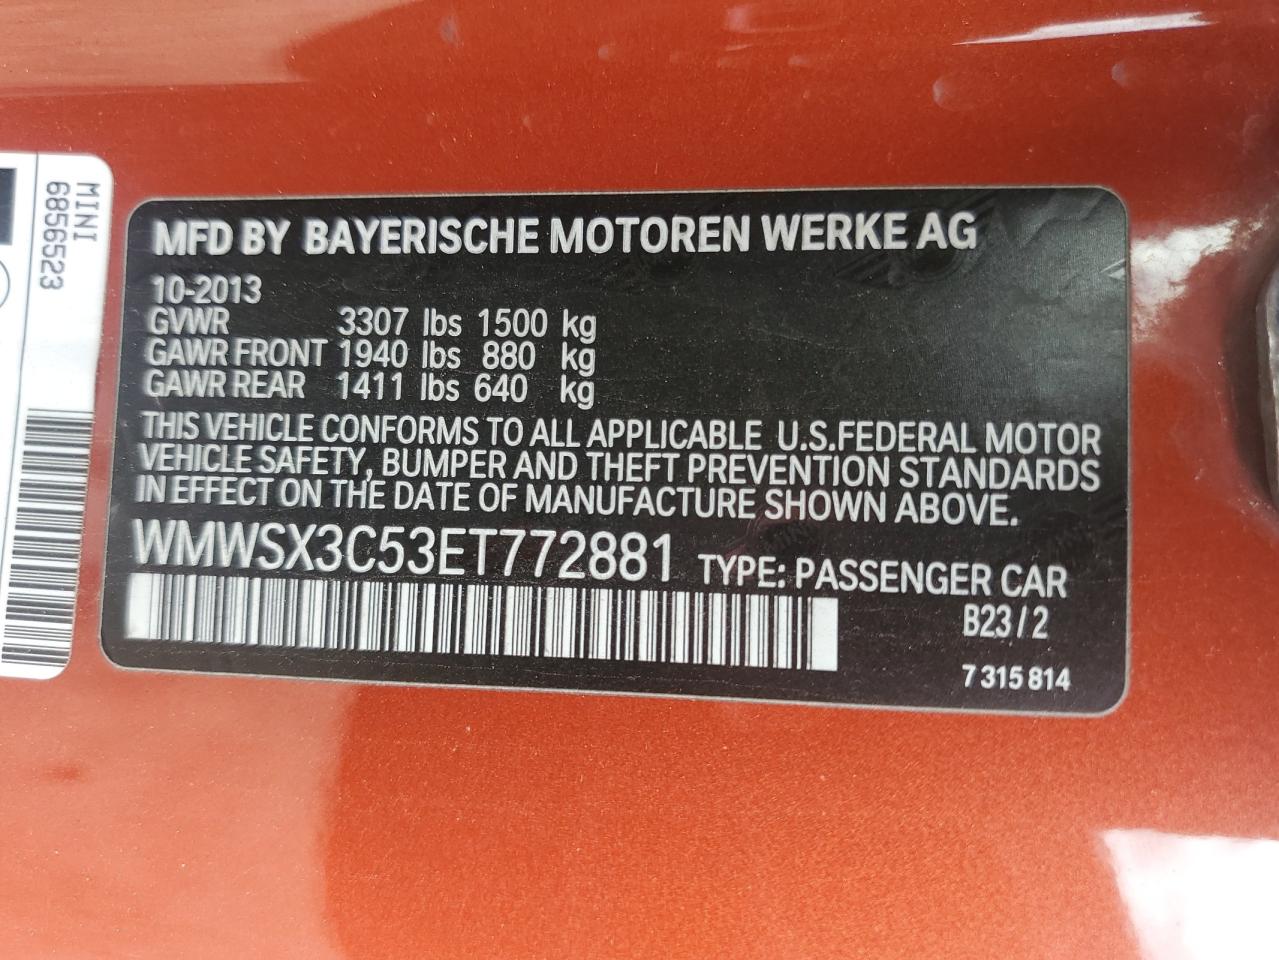 MINI
68566523
MFD BY BAYERISCHE MOTOREN WERKE AG
10-2013
GVWR 3307 lbs 1500 kg
GAWR FRONT 1940 lbs 880 kg
GAWR REAR 1411 lbs 640 kg
THIS VEHICLE CONFORMS TO ALL APPLICABLE U.S.FEDERAL MOTOR
VEHICLE SAFETY, BUMPER AND THEFT PREVENTION STANDARDS
IN EFFECT ON THE DATE OF MANUFACTURE SHOWN ABOVE.
WMWSX3C53ET772881 TYPE: PASSENGER CAR
B23/2
7 315 814